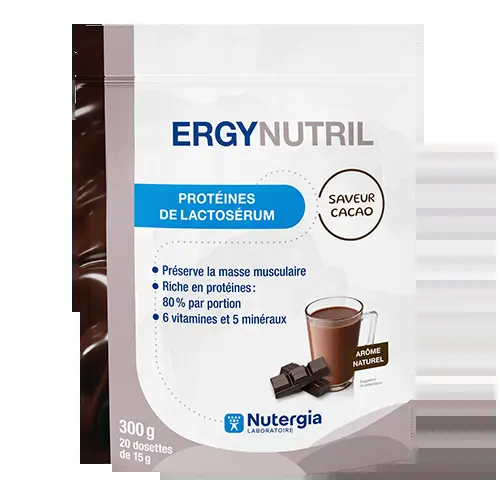 ERGYNUTRIL
PROTÉINES
DE LACTOSÉRUM
SAVEUR
CACAO
• Préserve la masse musculaire
• Riche en protéines :
80 % par portion
• 6 vitamines et 5 minéraux
ARÔME
NATUREL
300 g
20 dosettes
de 15 g
Nutergia
LABORATOIRE